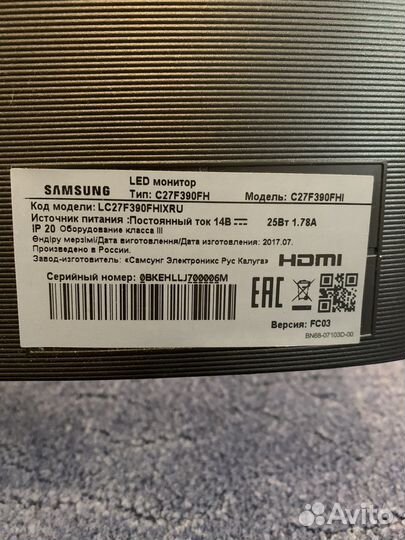 SAMSUNG
LED монитор
Тип: C27F390FH
Модель: C27F390FHI
Код модели: LC27F390FHIXRU
Источник питания :Постоянный ток 14В 25Вт 1.78A
IP 20 Оборудование класса III
Өндіру мерзімі/Дата виготовлення/Дата изготовления: 2017.07.
Произведено в России.
Завод-изготовитель: «Самсунг Электроникс Рус Калуга»
HDMI
Серийный номер: 0BKEHLLJ700006M
EAC
Версия: FC03
BN68-07103D-00
Avito